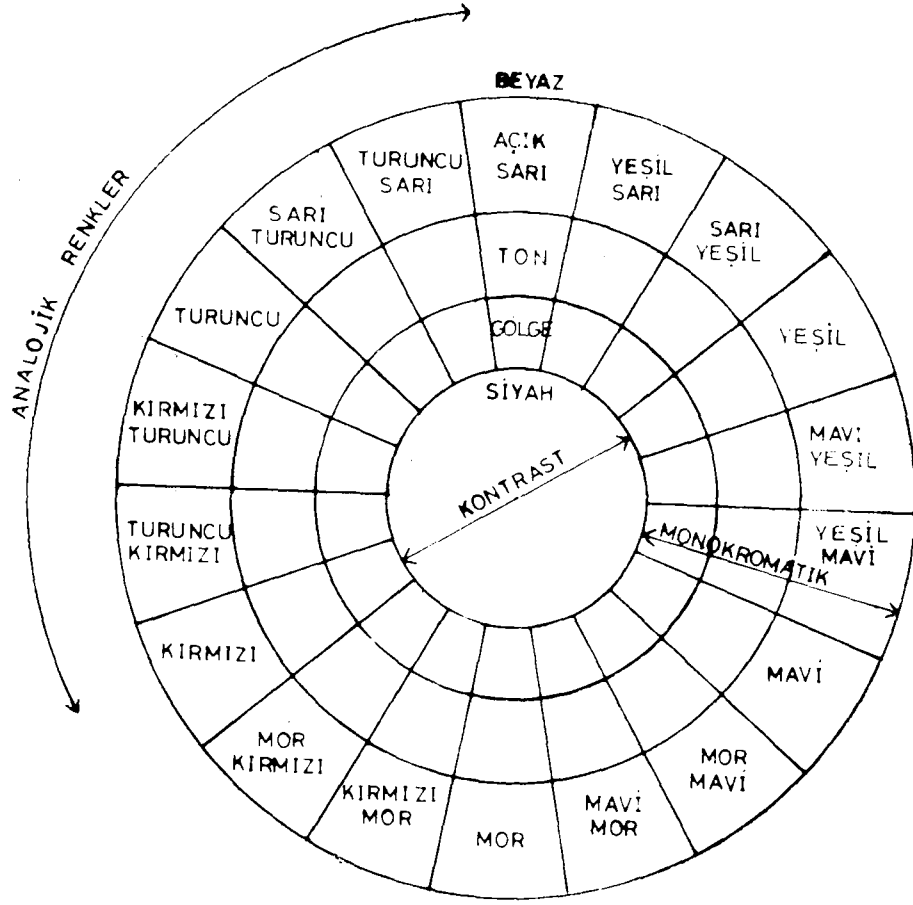 BEYAZ
ANALOJİK RENKLER
AÇIK
SARI
YEŞİL
SARI
SARI
YEŞİL
YEŞİL
MAVİ
YEŞİL
YEŞİL
MAVİ
MAVİ
MOR
MAVİ
MAVİ
MOR
MOR
KIRMIZI
MOR
MOR
KIRMIZI
KIRMIZI
TURUNCU
KIRMIZI
KIRMIZI
TURUNCU
TURUNCU
SARI
TURUNCU
TURUNCU
SARI
TON
GÖLGE
SİYAH
KONTRAST
MONOKROMATİK